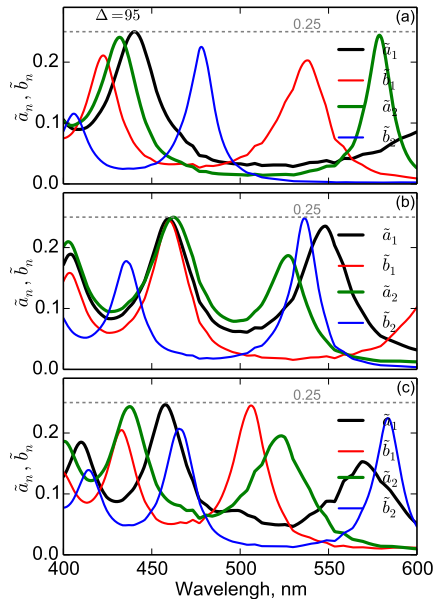 Δ=95
(a)
0.25
ã₁
b̃₁
ã₂
b̃₂
0.2
0.1
0.0
ãₙ, b̃ₙ
(b)
0.25
ã₁
b̃₁
ã₂
b̃₂
0.2
0.1
0.0
ãₙ, b̃ₙ
(c)
0.25
ã₁
b̃₁
ã₂
b̃₂
0.2
0.1
0.0
ãₙ, b̃ₙ
400 450 500 550 600
Wavelengh, nm